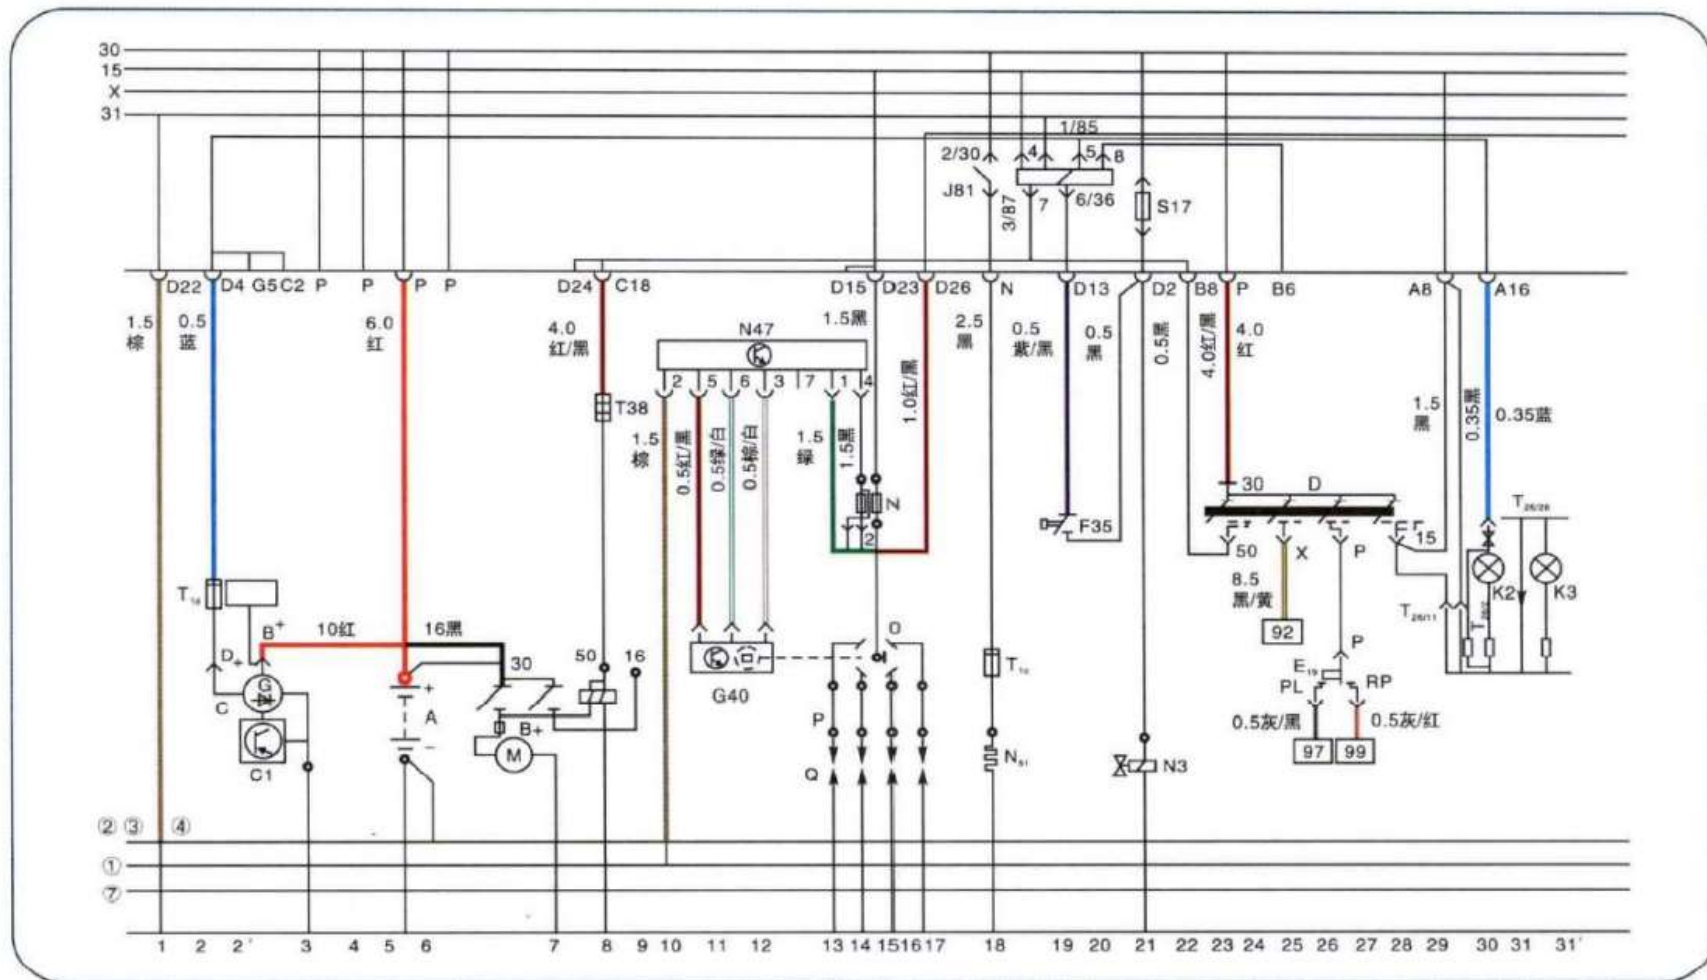 30
15
X
31
1/85
2/30 4 5 8
J81
3/87
7
6/36
S17
D22 D4 G5 C2 P P P P D24 C18 D15 D23 D26 N D13 D2 B8 P B6 A8 A16
1.5
棕
0.5
蓝
6.0
红
4.0
红/黑
N47
1.5黑
2.5
黑
0.5
紫/黑
0.5
黑
0.5黑
4.0红/黑
4.0
红
1.5
黑
0.35黑
0.35蓝
2 5 6 3 7 1 4
T38
1.5
棕
0.5红/黑
0.5绿/白
0.5棕/白
1.5
绿
1.5黑
1.0红/黑
Z
2
F35
30 D
50 X P 15
8.5
黑/黄
92
T26/26
K2 K3
T26/11
B+
10红
16黑
D+
G
C
C1
30
50 16
+
A
−
B+
M
G40
O
P
Q
N51
N3
P
E19
PL RP
0.5灰/黑
0.5灰/红
97 99
② ③ ④
①
⑦
1 2 2' 3 4 5 6 7 8 9 10 11 12 13 14 15 16 17 18 19 20 21 22 23 24 25 26 27 28 29 30 31 31'